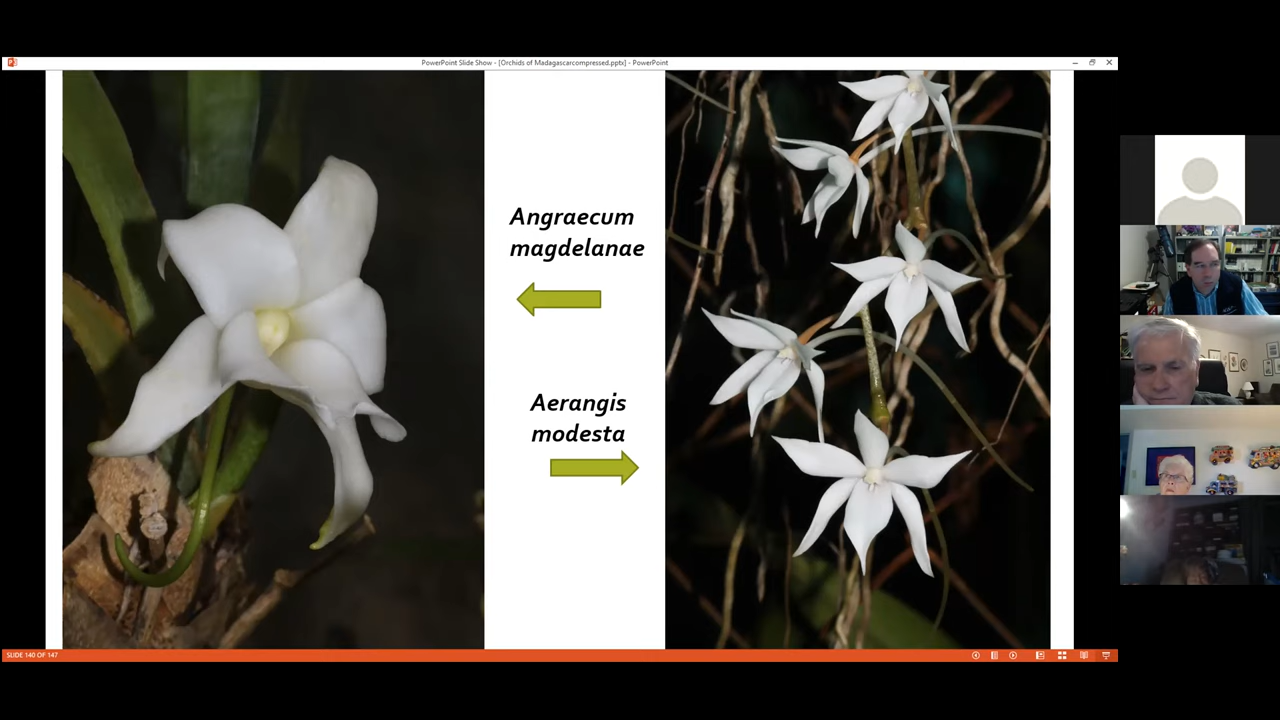 PowerPoint Slide Show - [Orchids of Madagascarcompressed.pptx] - PowerPoint
Angraecum
magdelanae
Aerangis
modesta
SLIDE 140 OF 147